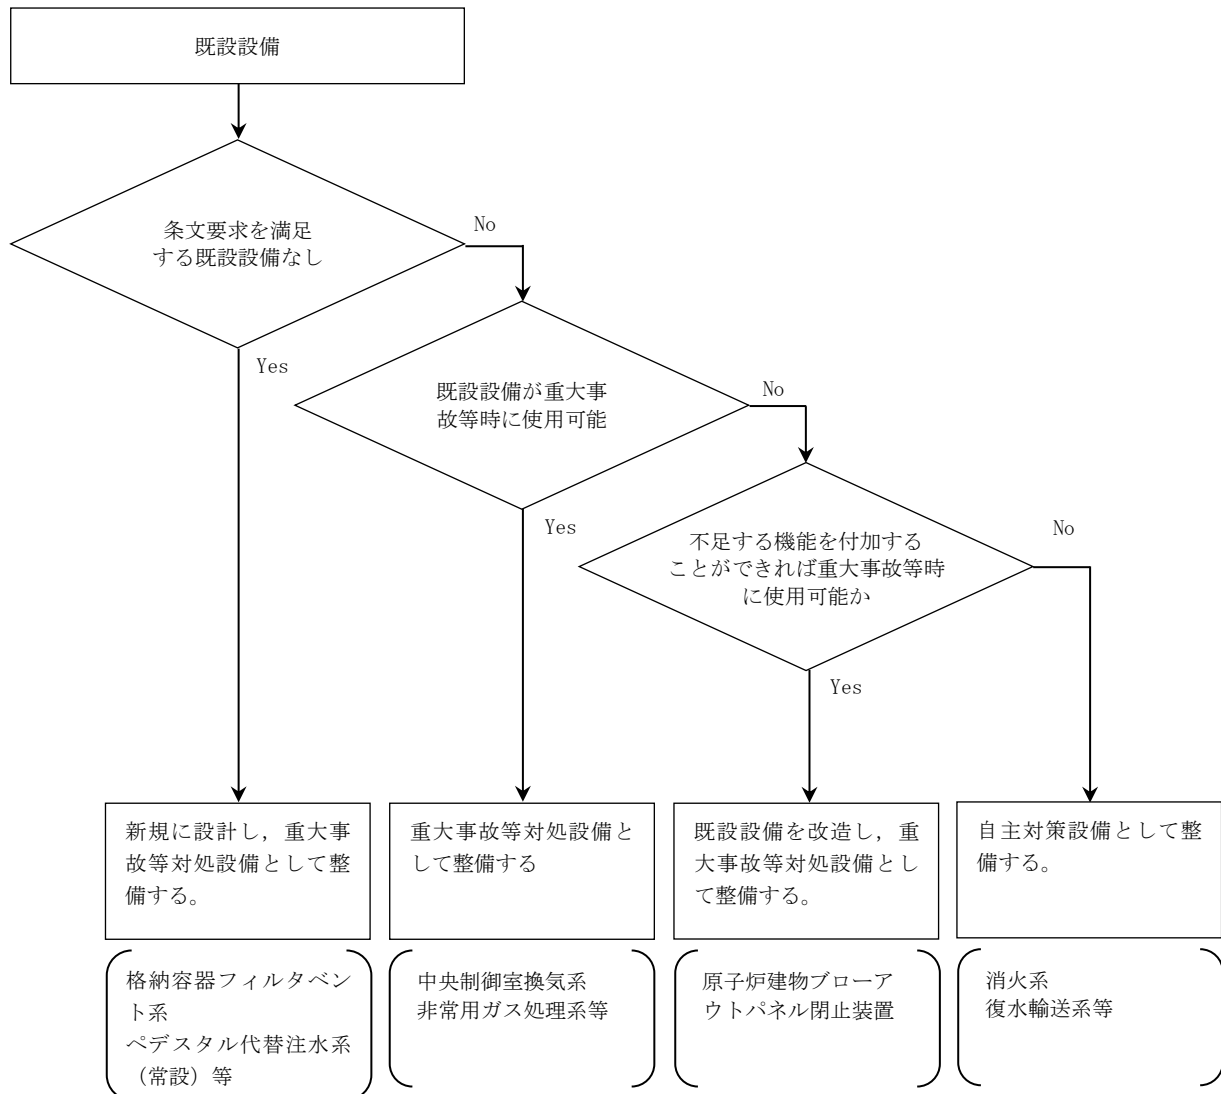 既設設備
条文要求を満足
する既設設備なし
No
Yes
既設設備が重大事
故等時に使用可能
No
Yes
不足する機能を付加する
ことができれば重大事故等時
に使用可能か
No
Yes
新規に設計し，重大事
故等対処設備として整
備する。
重大事故等対処設備と
して整備する
既設設備を改造し，重
大事故等対処設備とし
て整備する。
自主対策設備として整
備する。
格納容器フィルタベン
ト系
ペデスタル代替注水系
（常設）等
中央制御室換気系
非常用ガス処理系等
原子炉建物ブローア
ウトパネル閉止装置
消火系
復水輸送系等